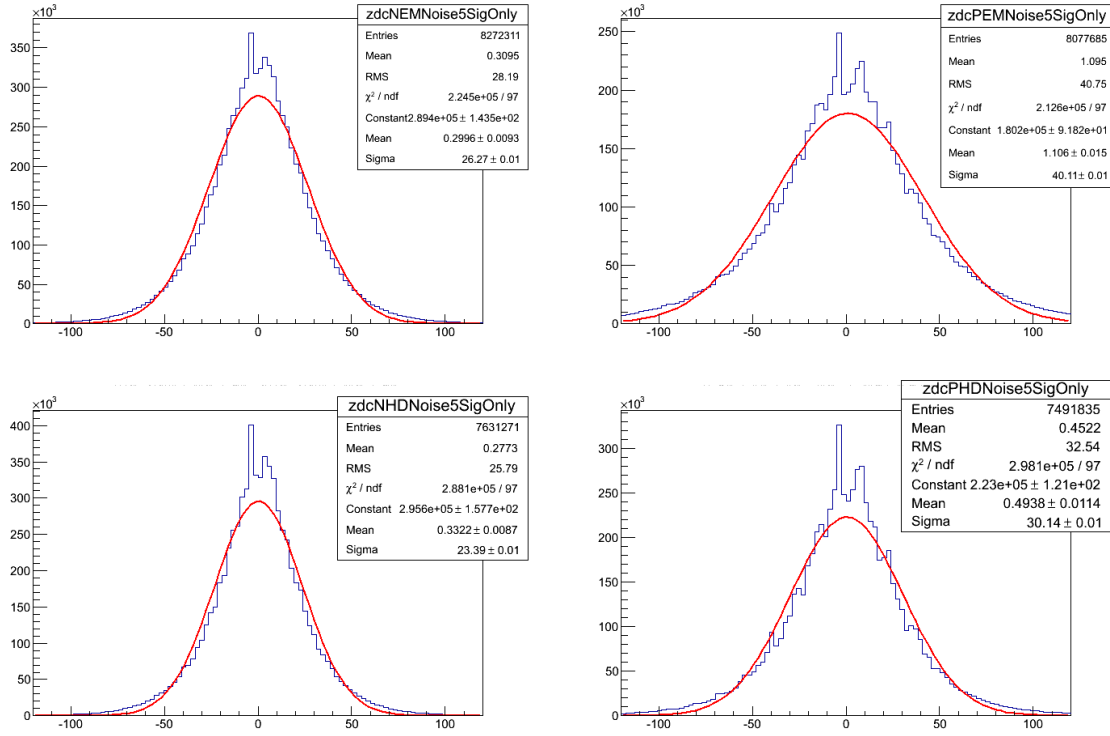 zdcNEMNoise5SigOnly
Entries 8272311
Mean 0.3095
RMS 28.19
χ² / ndf 2.245e+05 / 97
Constant2.894e+05 ± 1.435e+02
Mean 0.2996 ± 0.0093
Sigma 26.27 ± 0.01
×10³
350
300
250
200
150
100
50
0
-100 -50 0 50 100
zdcPEMNoise5SigOnly
Entries 8077685
Mean 1.095
RMS 40.75
χ² / ndf 2.126e+05 / 97
Constant 1.802e+05 ± 9.182e+01
Mean 1.106 ± 0.015
Sigma 40.11 ± 0.01
×10³
250
200
150
100
50
0
-100 -50 0 50 100
zdcNHDNoise5SigOnly
Entries 7631271
Mean 0.2773
RMS 25.79
χ² / ndf 2.881e+05 / 97
Constant 2.956e+05 ± 1.577e+02
Mean 0.3322 ± 0.0087
Sigma 23.39 ± 0.01
×10³
400
350
300
250
200
150
100
50
0
-100 -50 0 50 100
zdcPHDNoise5SigOnly
Entries 7491835
Mean 0.4522
RMS 32.54
χ² / ndf 2.981e+05 / 97
Constant 2.23e+05 ± 1.21e+02
Mean 0.4938 ± 0.0114
Sigma 30.14 ± 0.01
×10³
300
250
200
150
100
50
0
-100 -50 0 50 100